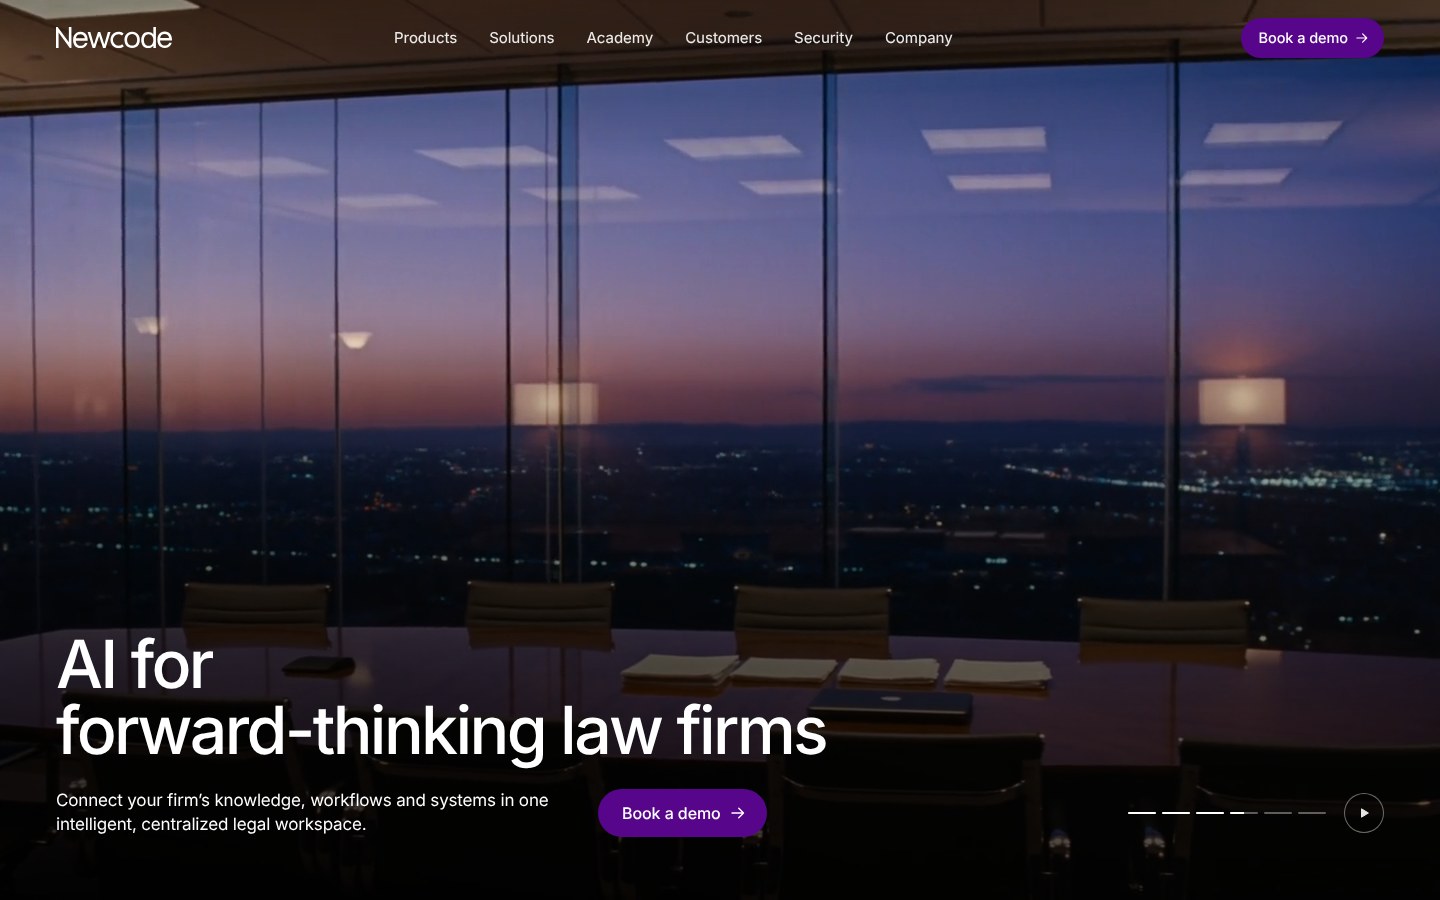 Newcode
Products
Solutions
Academy
Customers
Security
Company
Book a demo →
AI for
forward-thinking law firms
Connect your firm’s knowledge, workflows and systems in one
intelligent, centralized legal workspace.
Book a demo →